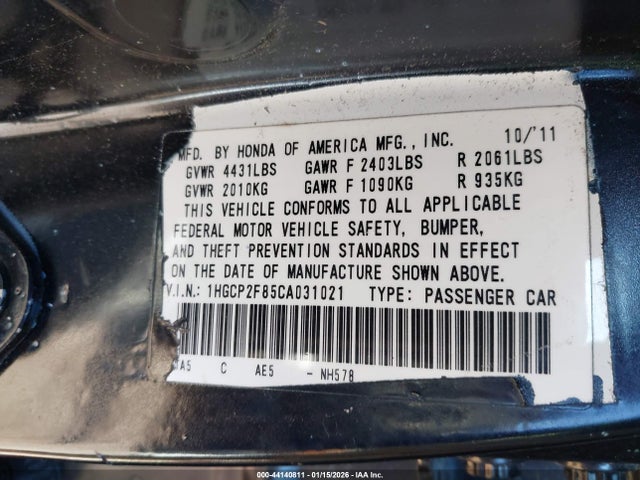 MFD. BY HONDA OF AMERICA MFG., INC. 10/'11
GVWR 4431LBS GAWR F 2403LBS R 2061LBS
GVWR 2010KG GAWR F 1090KG R 935KG
THIS VEHICLE CONFORMS TO ALL APPLICABLE
FEDERAL MOTOR VEHICLE SAFETY, BUMPER,
AND THEFT PREVENTION STANDARDS IN EFFECT
ON THE DATE OF MANUFACTURE SHOWN ABOVE.
V.I.N.: 1HGCP2F85CA031021 TYPE: PASSENGER CAR
A5 C AE5 - NH578
000-44140811 - 01/15/2026 - IAA Inc.